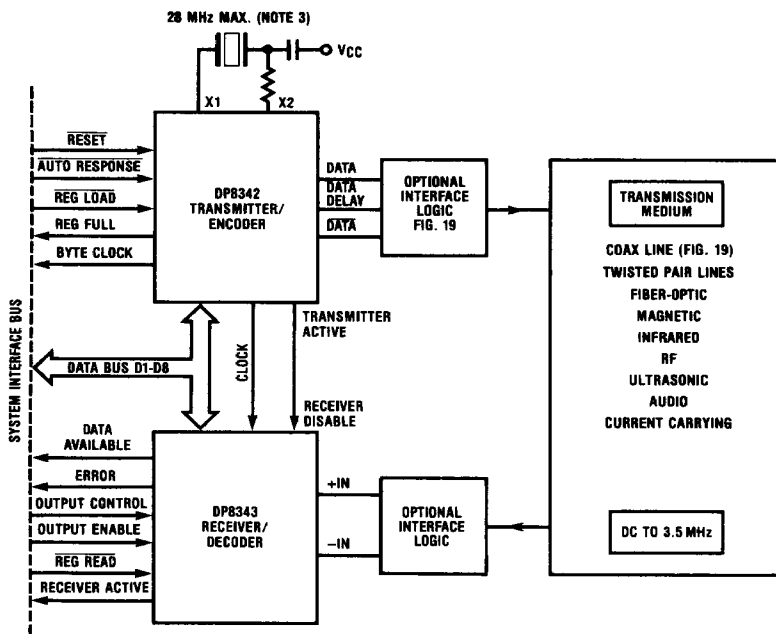 28 MHz MAX. (NOTE 3)
VCC
X1
X2
RESET
AUTO RESPONSE
REG LOAD
REG FULL
BYTE CLOCK
DP8342
TRANSMITTER/
ENCODER
DATA
DATA
DELAY
DATA
OPTIONAL
INTERFACE
LOGIC
FIG. 19
TRANSMISSION
MEDIUM
COAX LINE (FIG. 19)
TWISTED PAIR LINES
FIBER-OPTIC
MAGNETIC
INFRARED
RF
ULTRASONIC
AUDIO
CURRENT CARRYING
DC TO 3.5 MHz
SYSTEM INTERFACE BUS
DATA BUS D1-D8
CLOCK
TRANSMITTER
ACTIVE
RECEIVER
DISABLE
DATA
AVAILABLE
ERROR
OUTPUT CONTROL
OUTPUT ENABLE
REG READ
RECEIVER ACTIVE
DP8343
RECEIVER/
DECODER
+IN
-IN
OPTIONAL
INTERFACE
LOGIC